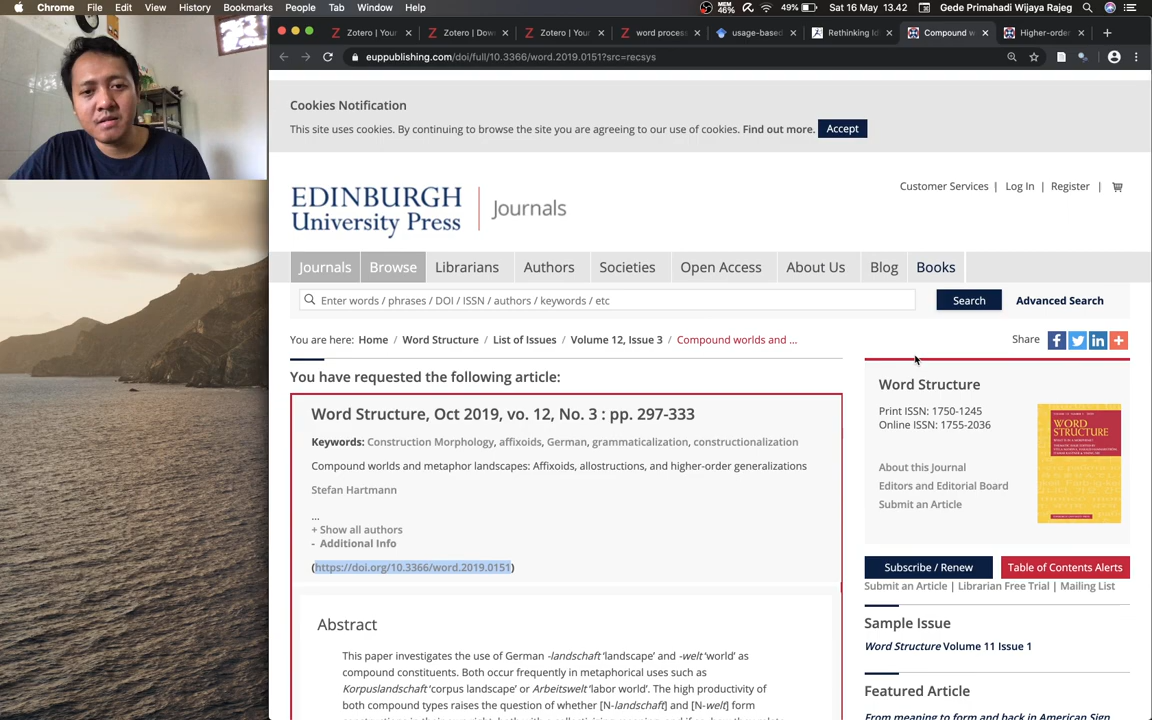 Chrome File Edit View History Bookmarks People Tab Window Help
MEM 46% 49% Sat 16 May 13.42 Gede Primahadi Wijaya Rajeg
Zotero | Your × Zotero | Dow × Zotero | Your × word process × usage-based × Rethinking Id × Compound w × Higher-order × +
euppublishing.com/doi/full/10.3366/word.2019.0151?src=recsys
Cookies Notification
This site uses cookies. By continuing to browse the site you are agreeing to our use of cookies. Find out more. Accept
EDINBURGH
University Press
Journals
Customer Services | Log In | Register |
Journals Browse Librarians Authors Societies Open Access About Us Blog Books
Enter words / phrases / DOI / ISSN / authors / keywords / etc Search Advanced Search
You are here: Home / Word Structure / List of Issues / Volume 12, Issue 3 / Compound worlds and ... Share
You have requested the following article:
Word Structure, Oct 2019, vo. 12, No. 3 : pp. 297-333
Keywords: Construction Morphology, affixoids, German, grammaticalization, constructionalization
Compound worlds and metaphor landscapes: Affixoids, allostructions, and higher-order generalizations
Stefan Hartmann
...
+ Show all authors
- Additional Info
(https://doi.org/10.3366/word.2019.0151)
Abstract
This paper investigates the use of German -landschaft ‘landscape’ and -welt ‘world’ as
compound constituents. Both occur frequently in metaphorical uses such as
Korpuslandschaft ‘corpus landscape’ or Arbeitswelt ‘labor world’. The high productivity of
both compound types raises the question of whether [N-landschaft] and [N-welt] form
Word Structure
Print ISSN: 1750-1245
Online ISSN: 1755-2036
About this Journal
Editors and Editorial Board
Submit an Article
WORD
STRUCTURE
Subscribe / Renew Table of Contents Alerts
Submit an Article | Librarian Free Trial | Mailing List
Sample Issue
Word Structure Volume 11 Issue 1
Featured Article
From meaning to form and back in American Sign